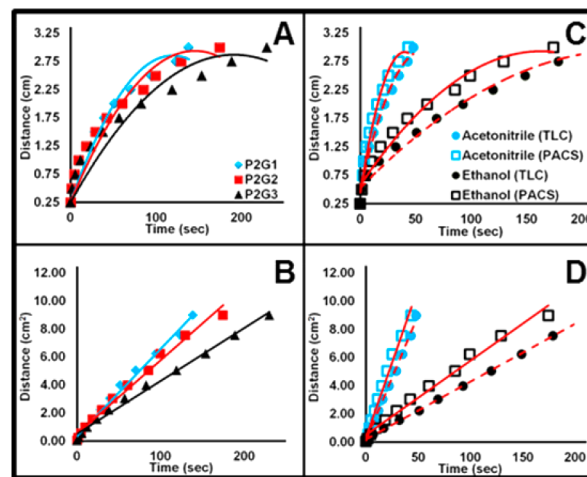 A
Distance (cm)
3.25
2.75
2.25
1.75
1.25
0.75
0.25
0
100
200
Time (sec)
P2G1
P2G2
P2G3
C
Distance (cm)
3.25
2.75
2.25
1.75
1.25
0.75
0.25
0
50
100
150
200
Time (sec)
Acetonitrile (TLC)
Acetonitrile (PACS)
Ethanol (TLC)
Ethanol (PACS)
B
Distance (cm²)
12.00
10.00
8.00
6.00
4.00
2.00
0.00
0
100
200
Time (sec)
D
Distance (cm²)
12.00
10.00
8.00
6.00
4.00
2.00
0.00
0
50
100
150
200
Time (sec)